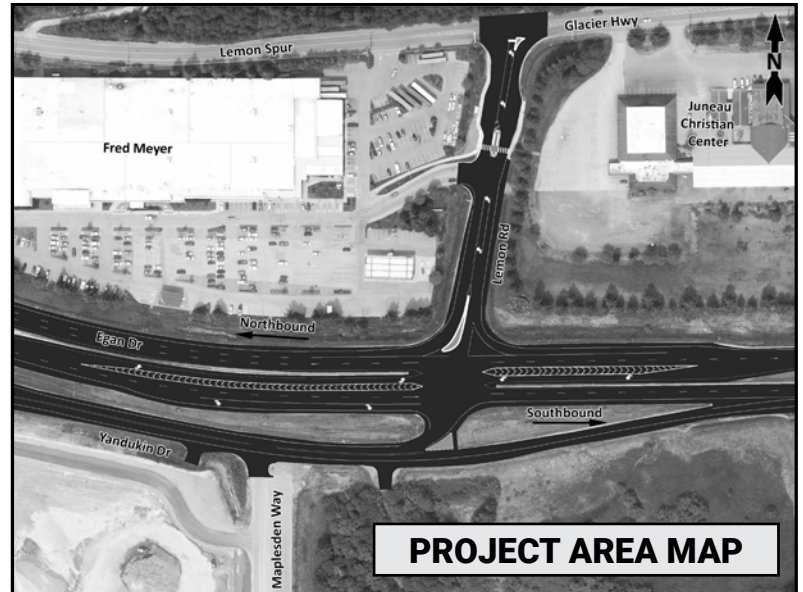 Lemon Spur
Glacier Hwy
N
Fred Meyer
Juneau
Christian
Center
Lemon Rd
Northbound
Egan Dr
Southbound
Yandukin Dr
Maplesden Way
PROJECT AREA MAP